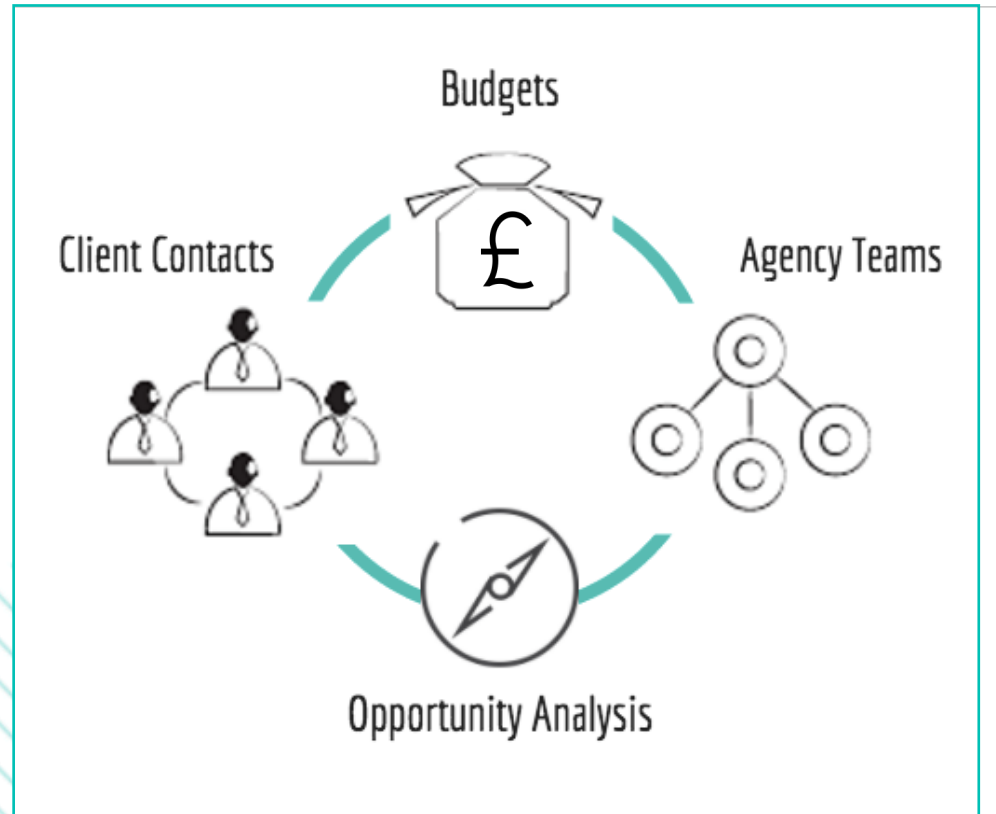 Budgets
£
Client Contacts
Agency Teams
Opportunity Analysis